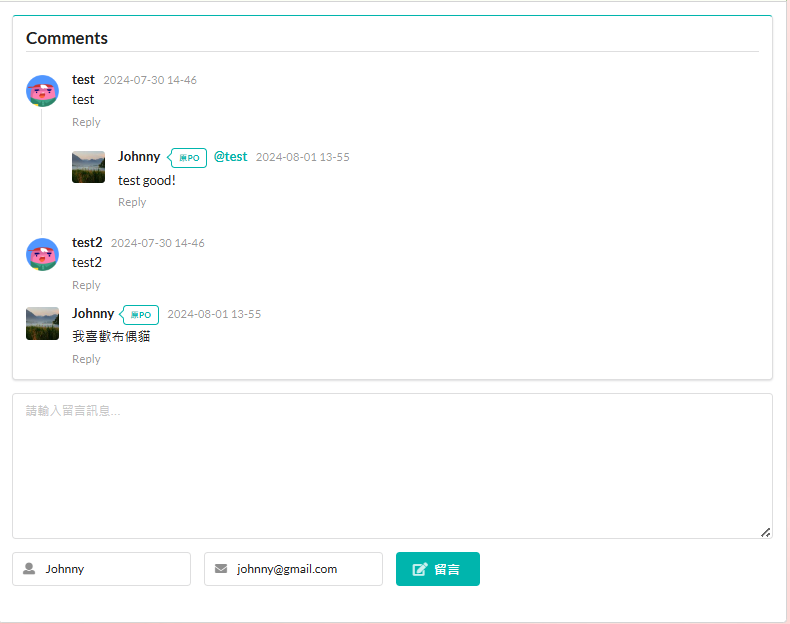 Comments
test 2024-07-30 14-46
test
Reply
Johnny 原PO @test 2024-08-01 13-55
test good!
Reply
test2 2024-07-30 14-46
test2
Reply
Johnny 原PO 2024-08-01 13-55
我喜歡布偶貓
Reply
請輸入留言訊息...
Johnny johnny@gmail.com 留言